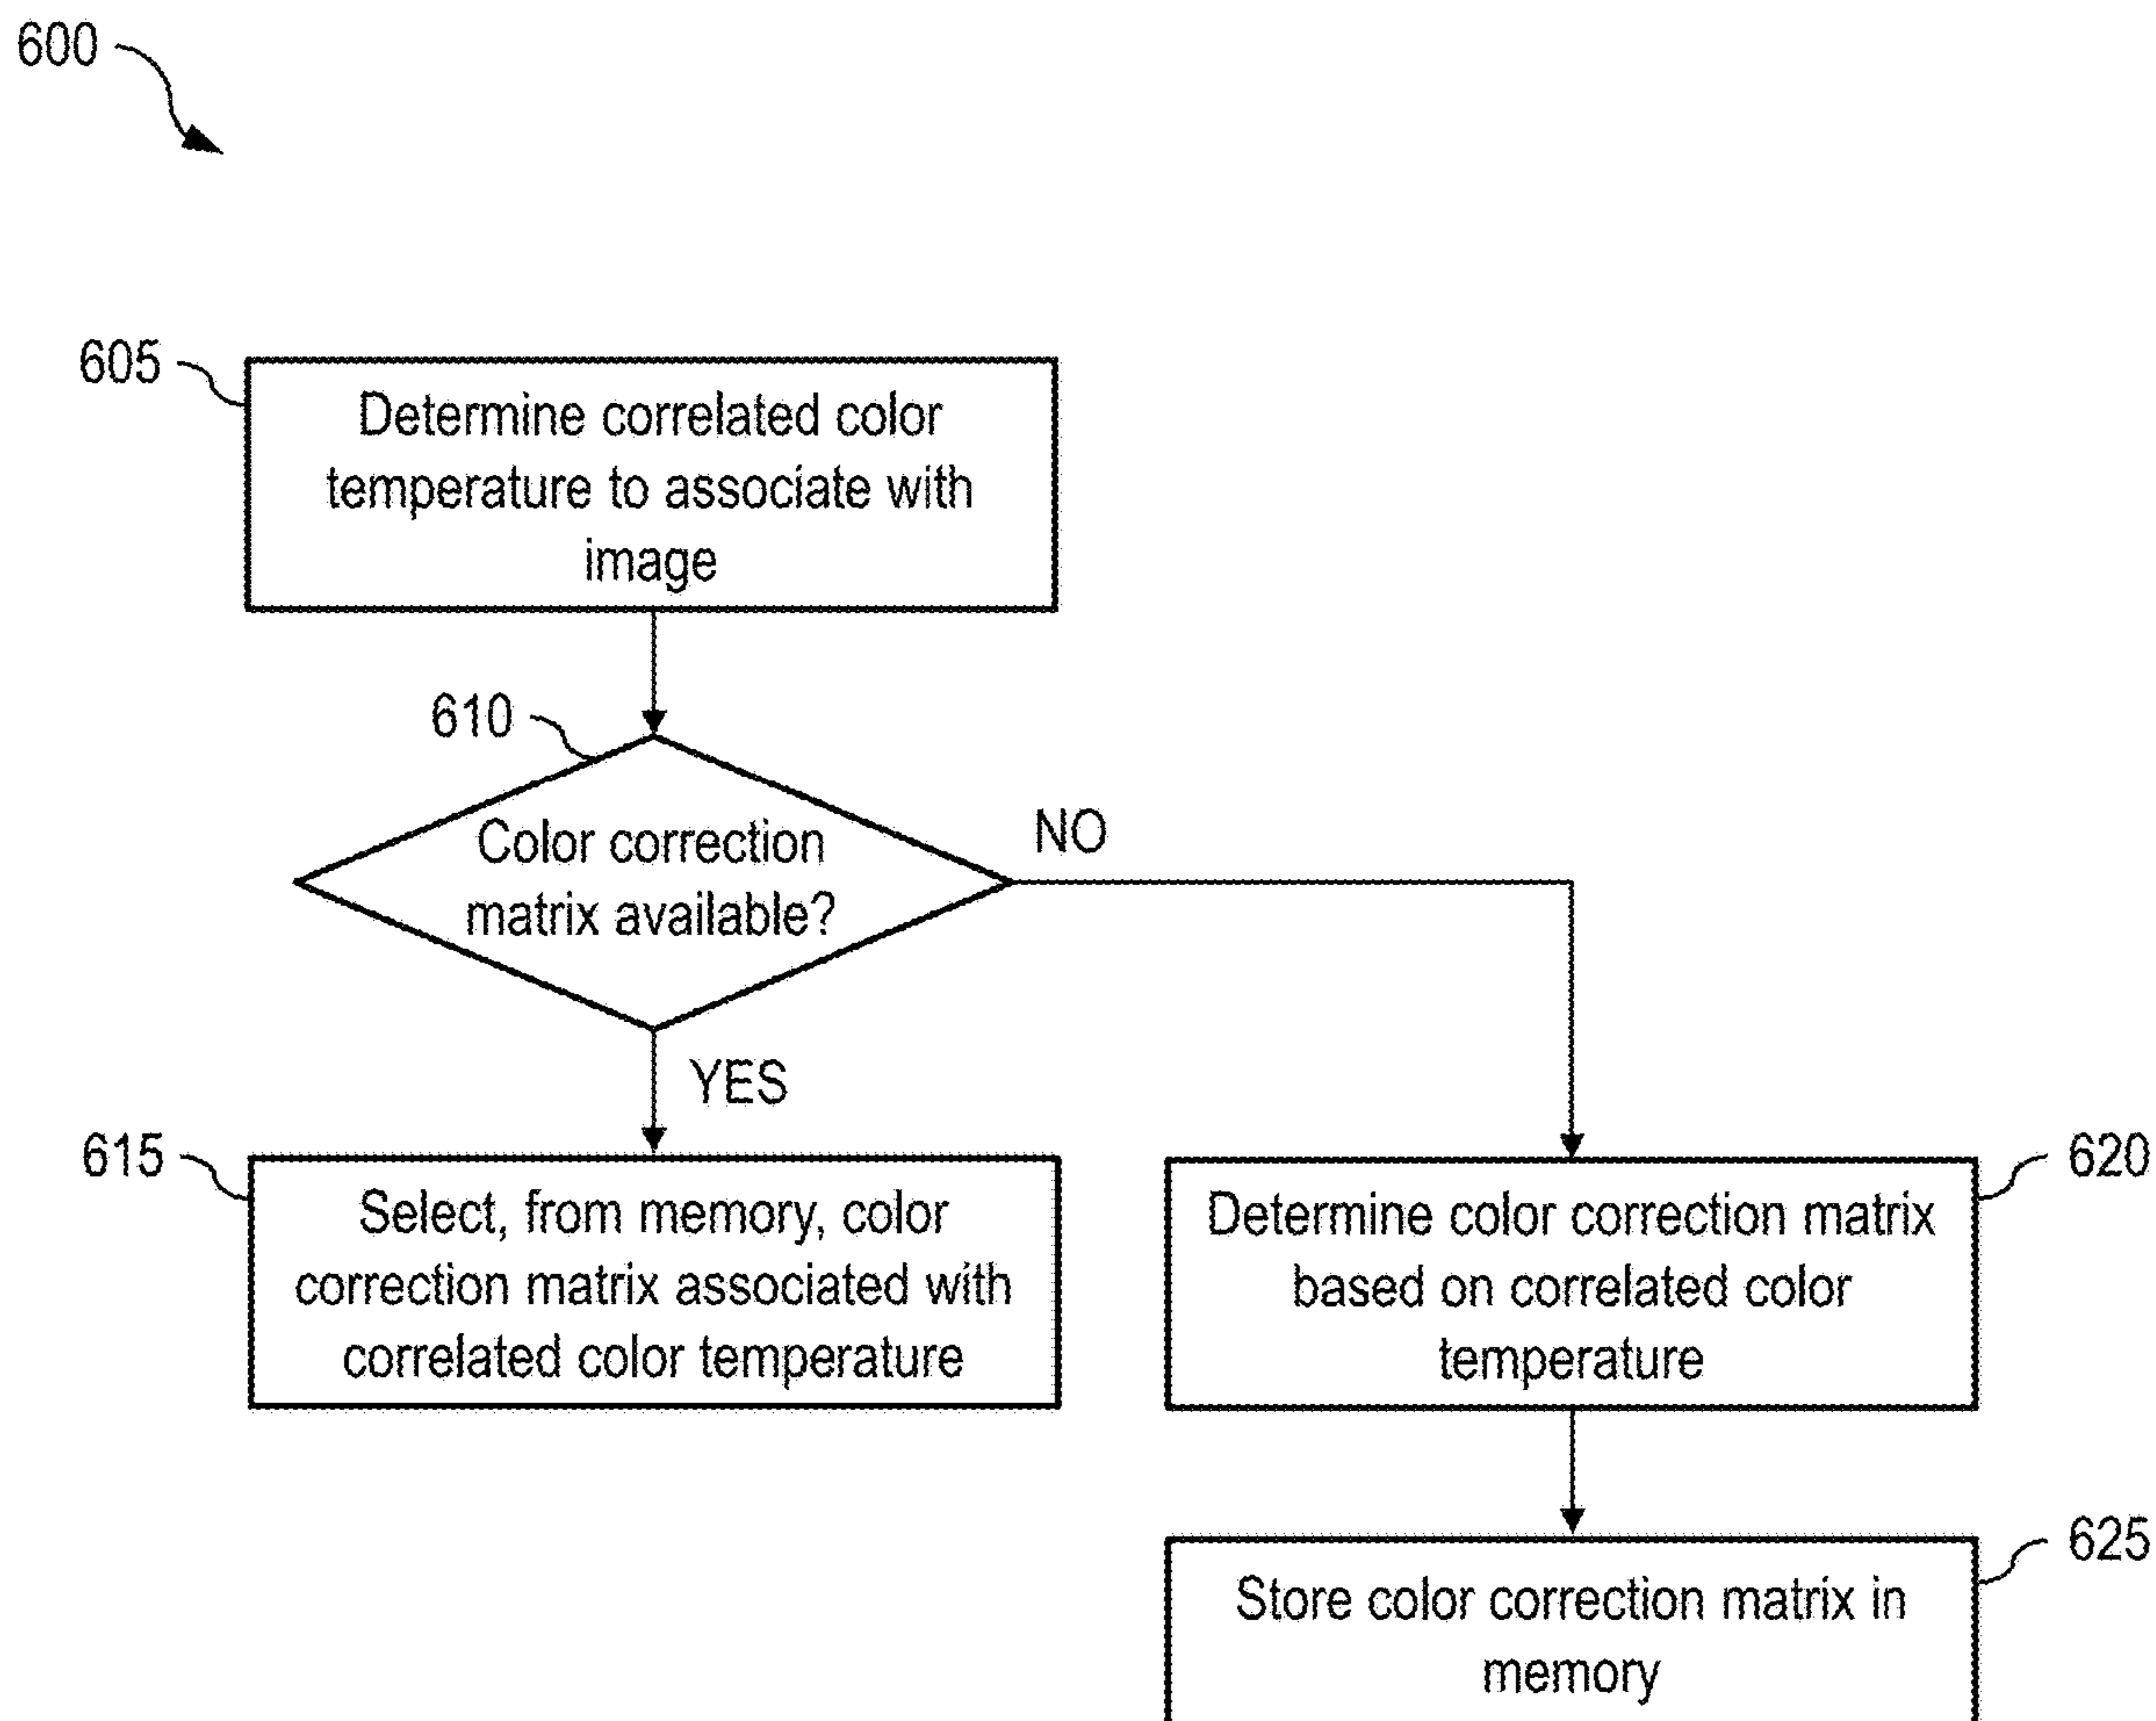 600
605
Determine correlated color
temperature to associate with
image
610
Color correction
matrix available?
NO
YES
615
Select, from memory, color
correction matrix associated with
correlated color temperature
620
Determine color correction matrix
based on correlated color
temperature
625
Store color correction matrix in
memory